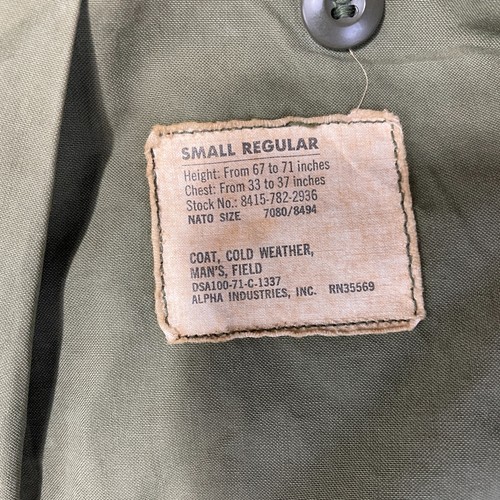 SMALL REGULAR
Height: From 67 to 71 inches
Chest: From 33 to 37 inches
Stock No.: 8415-782-2936
NATO SIZE 7080/8494
COAT, COLD WEATHER,
MAN'S, FIELD
DSA100-71-C-1337
ALPHA INDUSTRIES, INC. RN35569